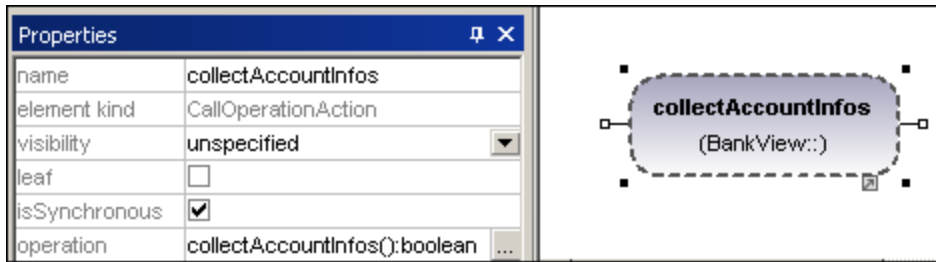 Properties
name collectAccountInfos
element kind CallOperationAction
visibility unspecified
leaf
isSynchronous
operation collectAccountInfos():boolean ...
collectAccountInfos
(BankView::)